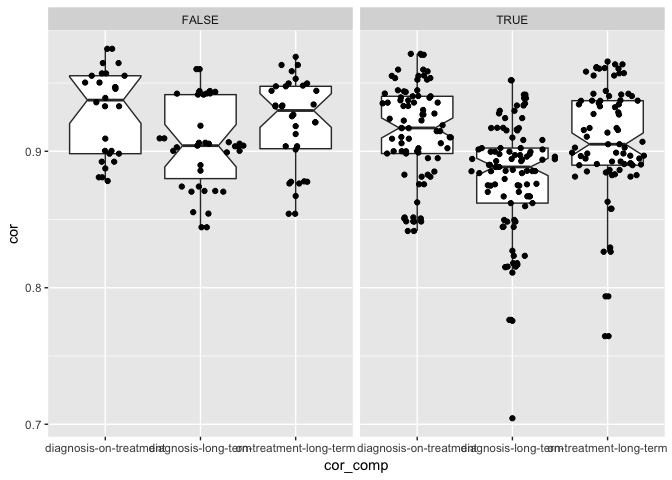 FALSE
TRUE
0.9
0.8
0.7
cor
diagnosis-on-treatment
diagnosis-long-term
on-treatment-long-term
diagnosis-on-treatment
diagnosis-long-term
on-treatment-long-term
cor_comp